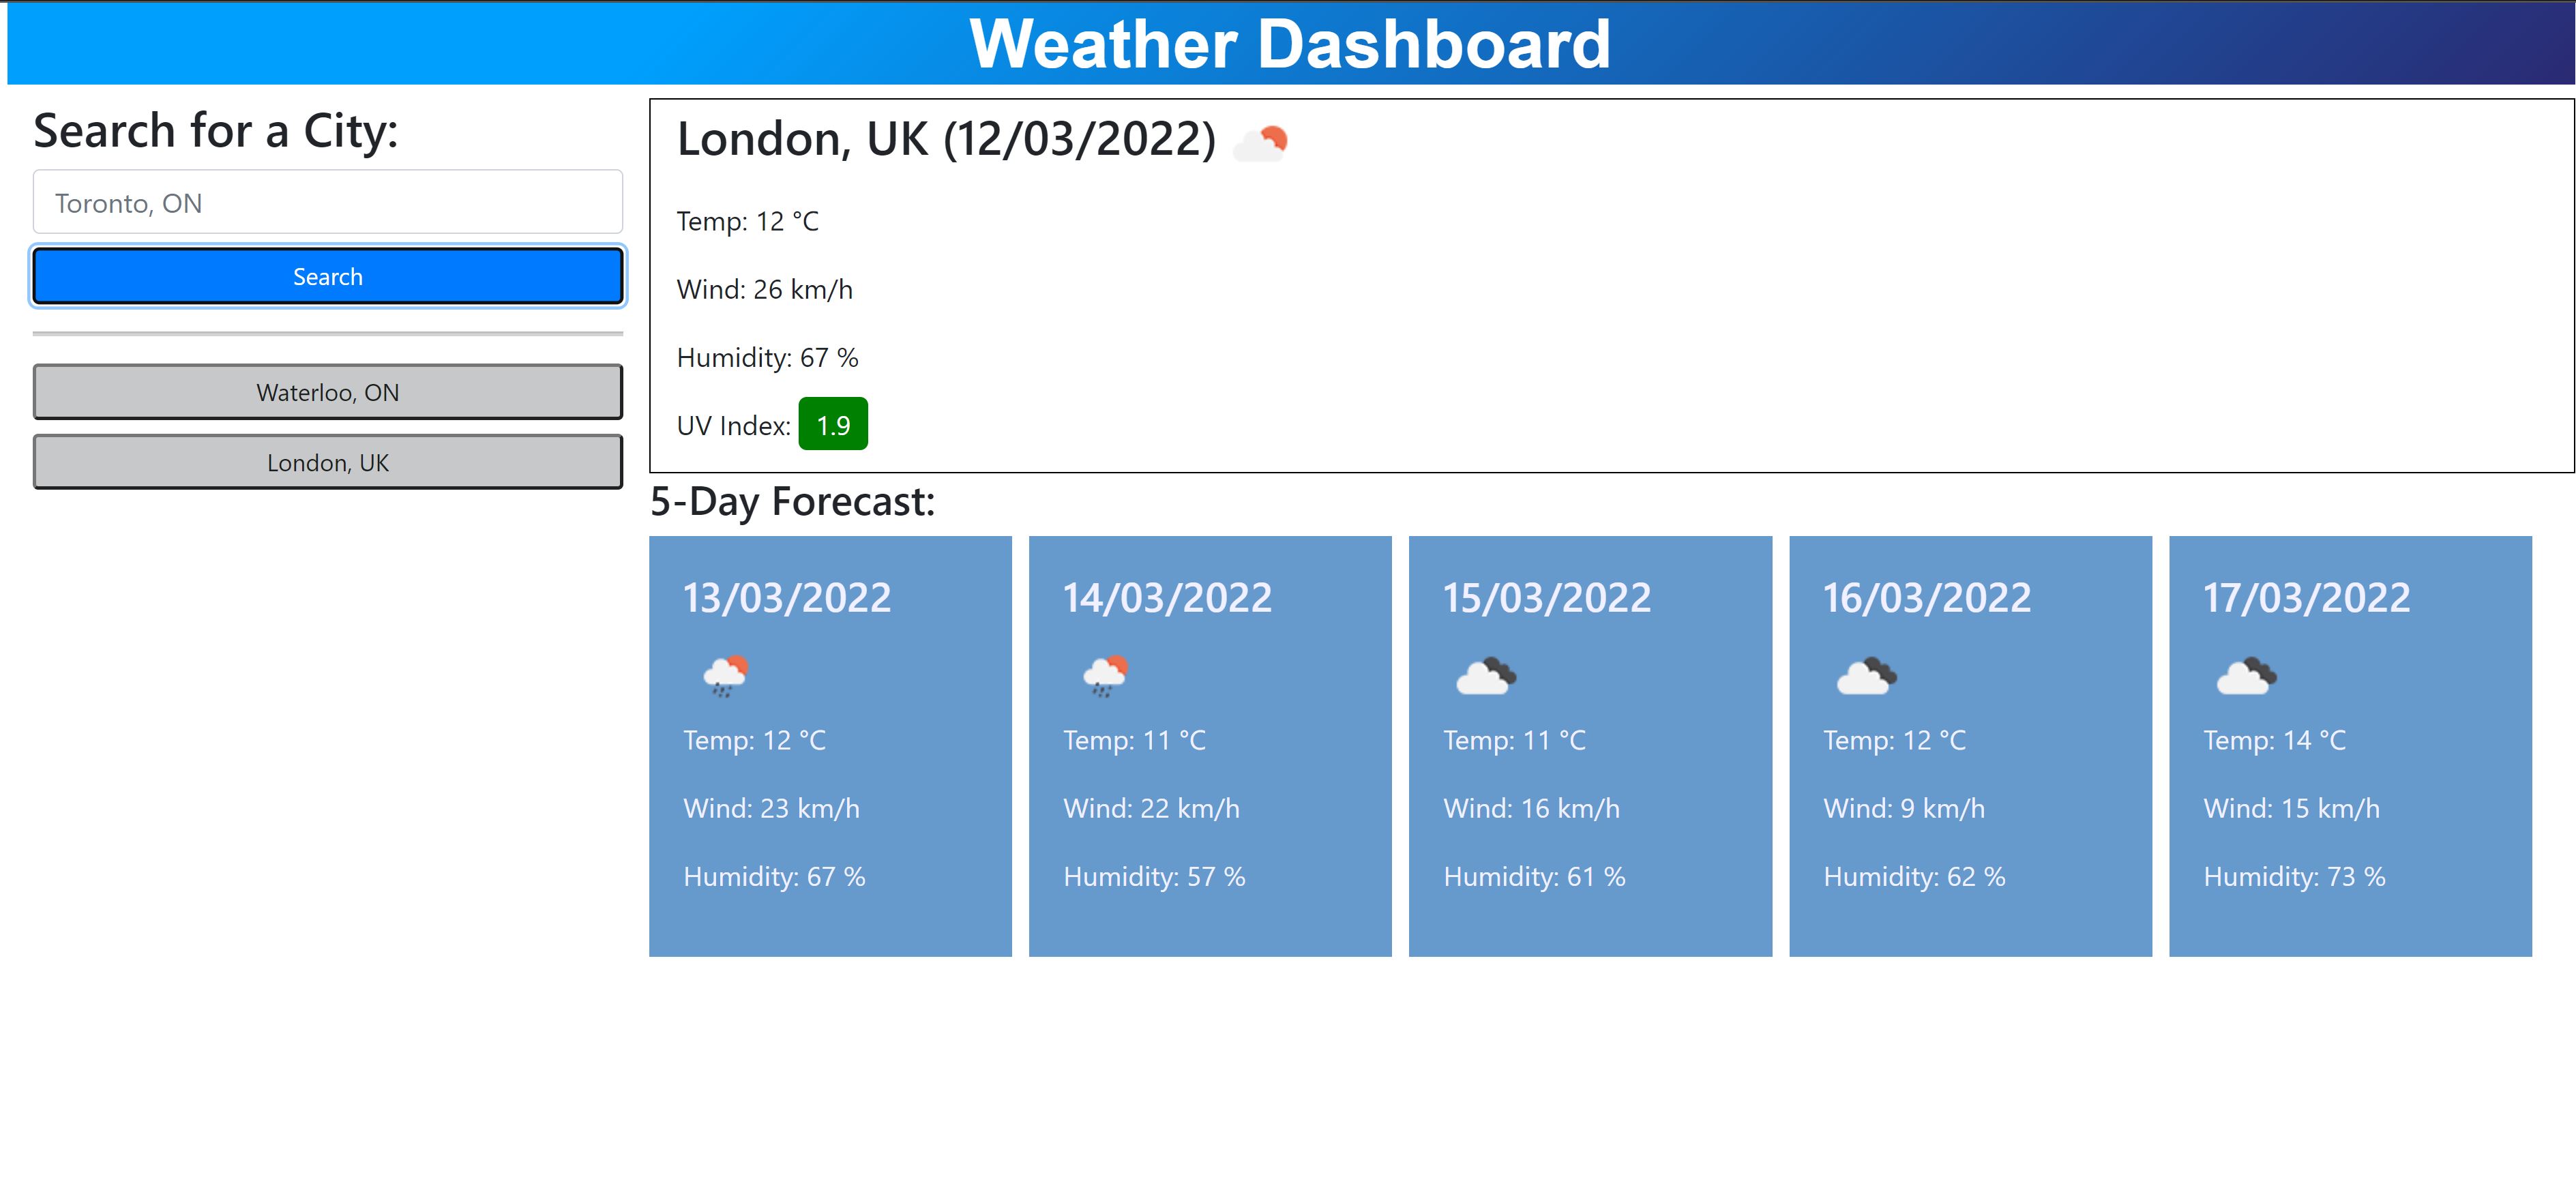 Weather Dashboard
Search for a City:
Toronto, ON
Search
Waterloo, ON
London, UK
London, UK (12/03/2022)
Temp: 12 °C
Wind: 26 km/h
Humidity: 67 %
UV Index: 1.9
5-Day Forecast:
13/03/2022
Temp: 12 °C
Wind: 23 km/h
Humidity: 67 %
14/03/2022
Temp: 11 °C
Wind: 22 km/h
Humidity: 57 %
15/03/2022
Temp: 11 °C
Wind: 16 km/h
Humidity: 61 %
16/03/2022
Temp: 12 °C
Wind: 9 km/h
Humidity: 62 %
17/03/2022
Temp: 14 °C
Wind: 15 km/h
Humidity: 73 %